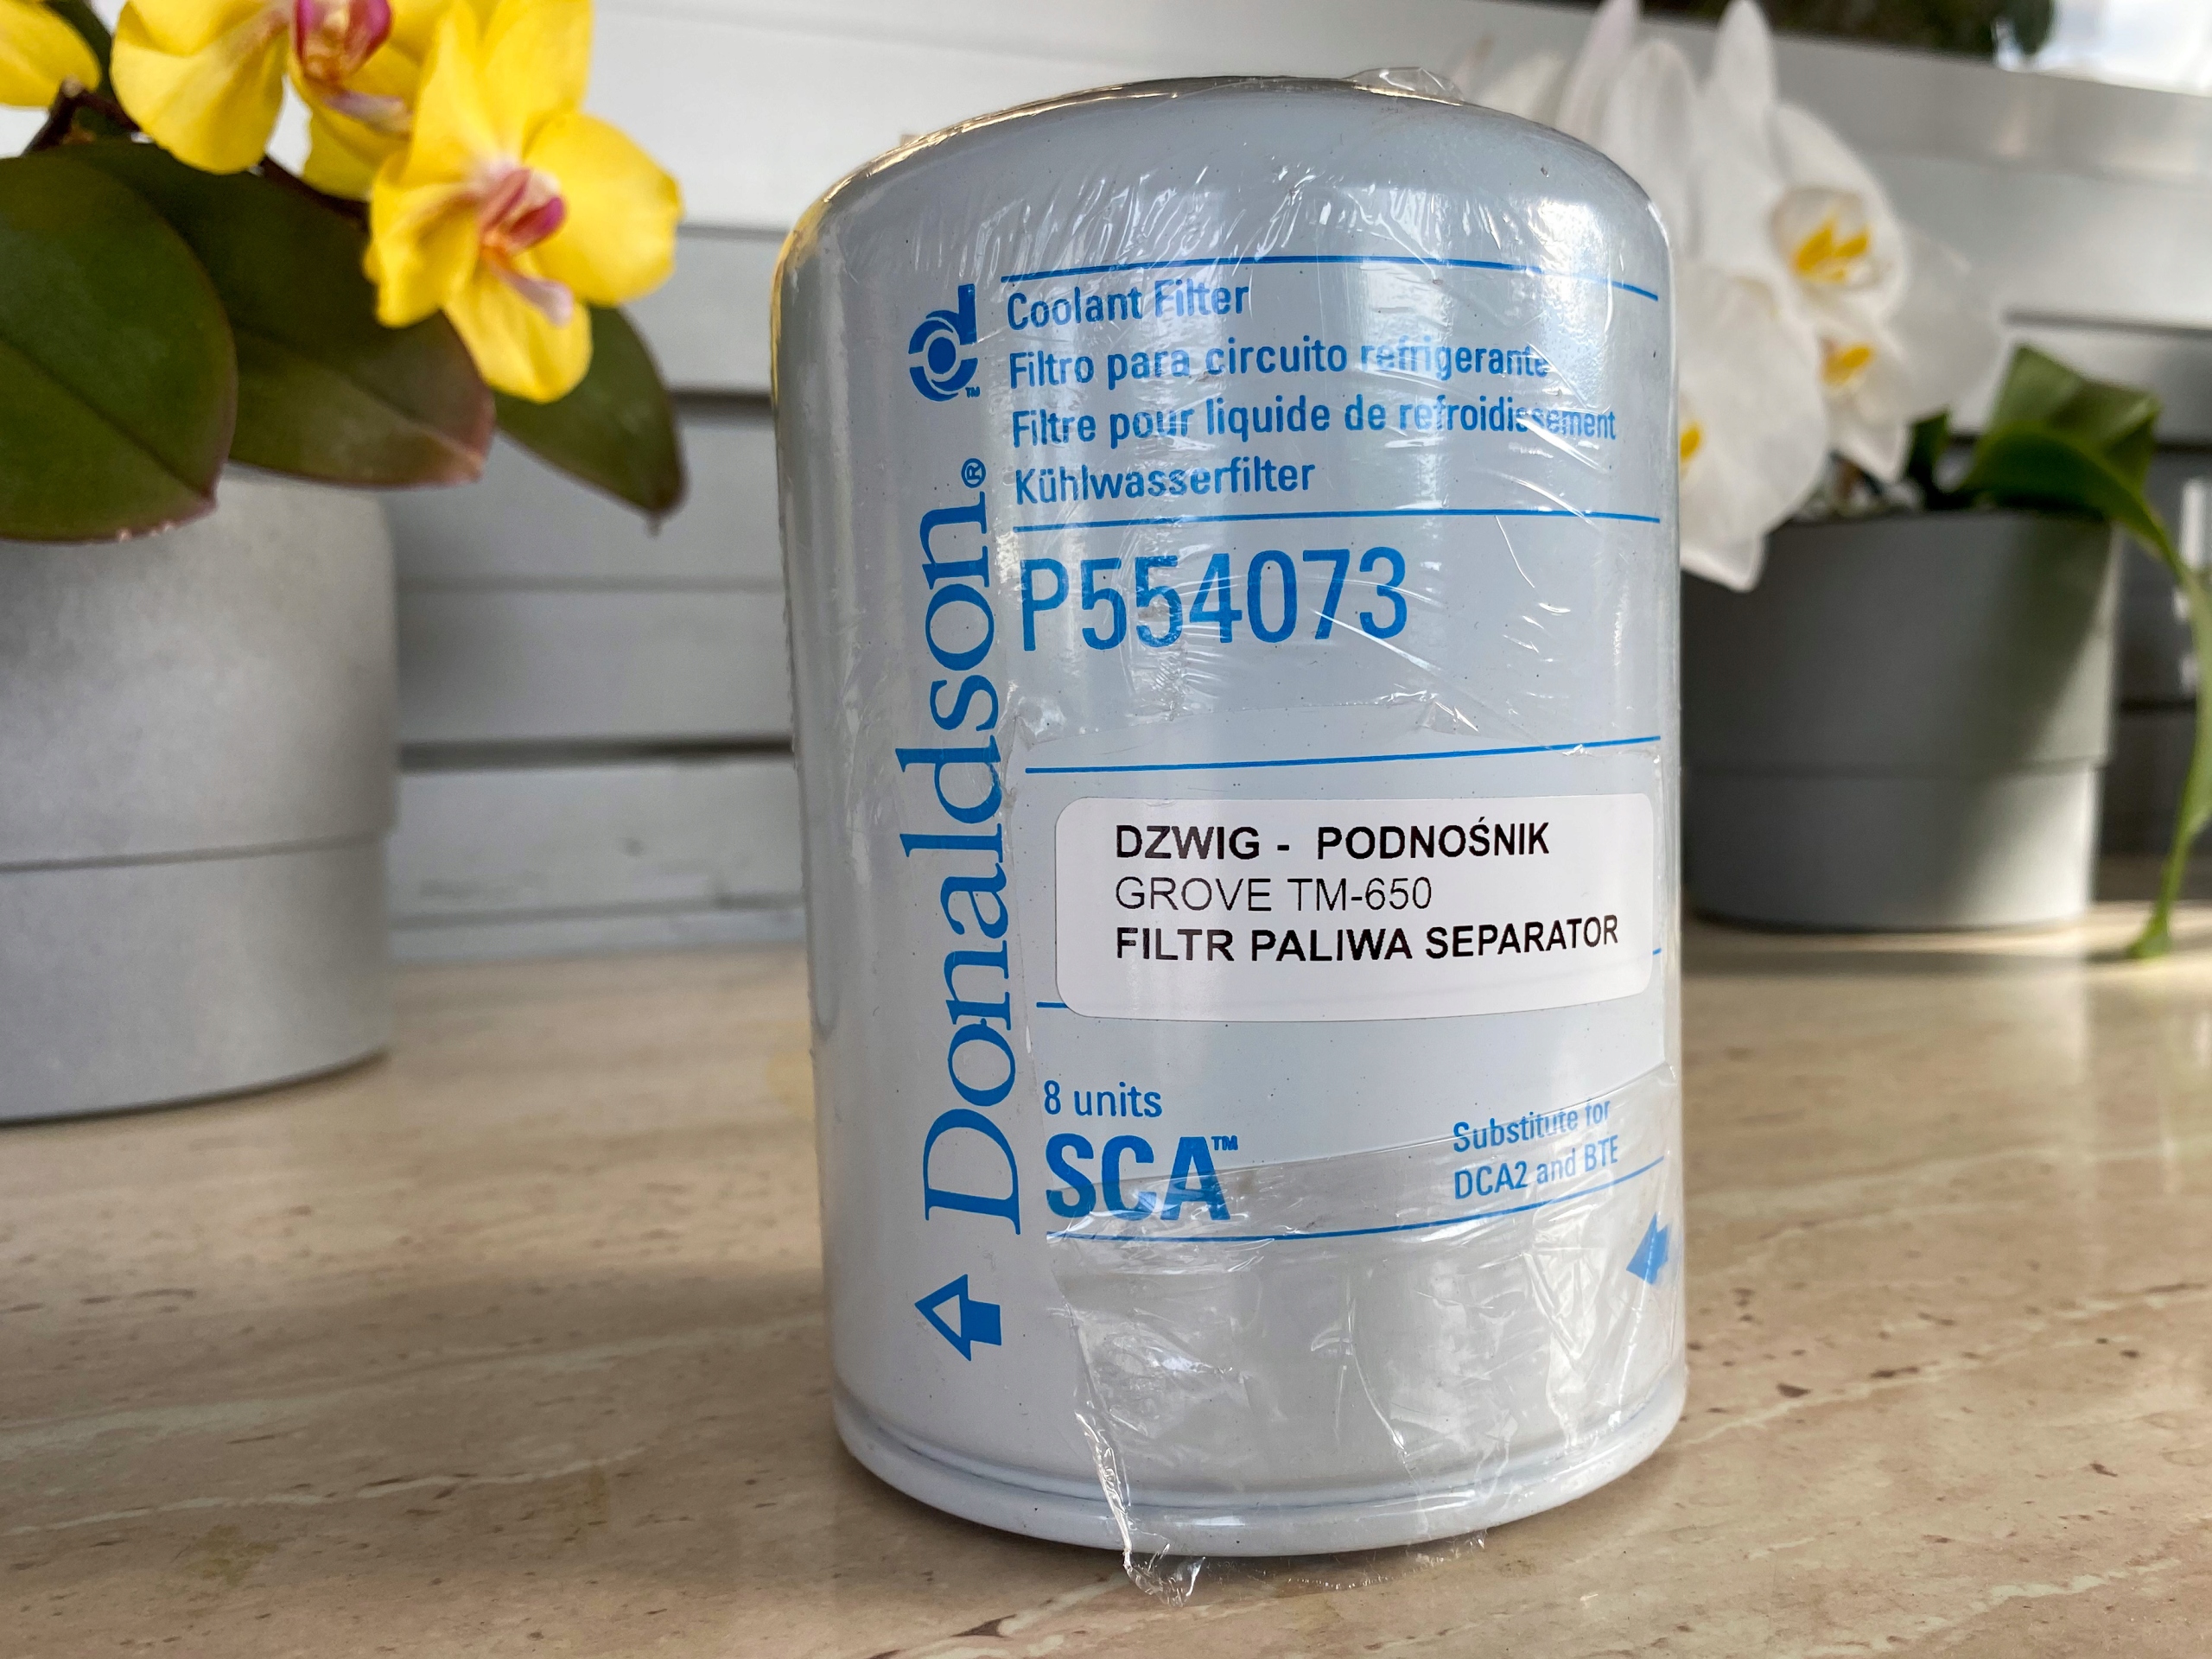 Donaldson®
™
Coolant Filter
Filtro para circuito refrigerante
Filtre pour liquide de refroidissement
Kühlwasserfilter
P554073
DZWIG - PODNOŚNIK
GROVE TM-650
FILTR PALIWA SEPARATOR
8 units
SCA™
Substitute for
DCA2 and BTE